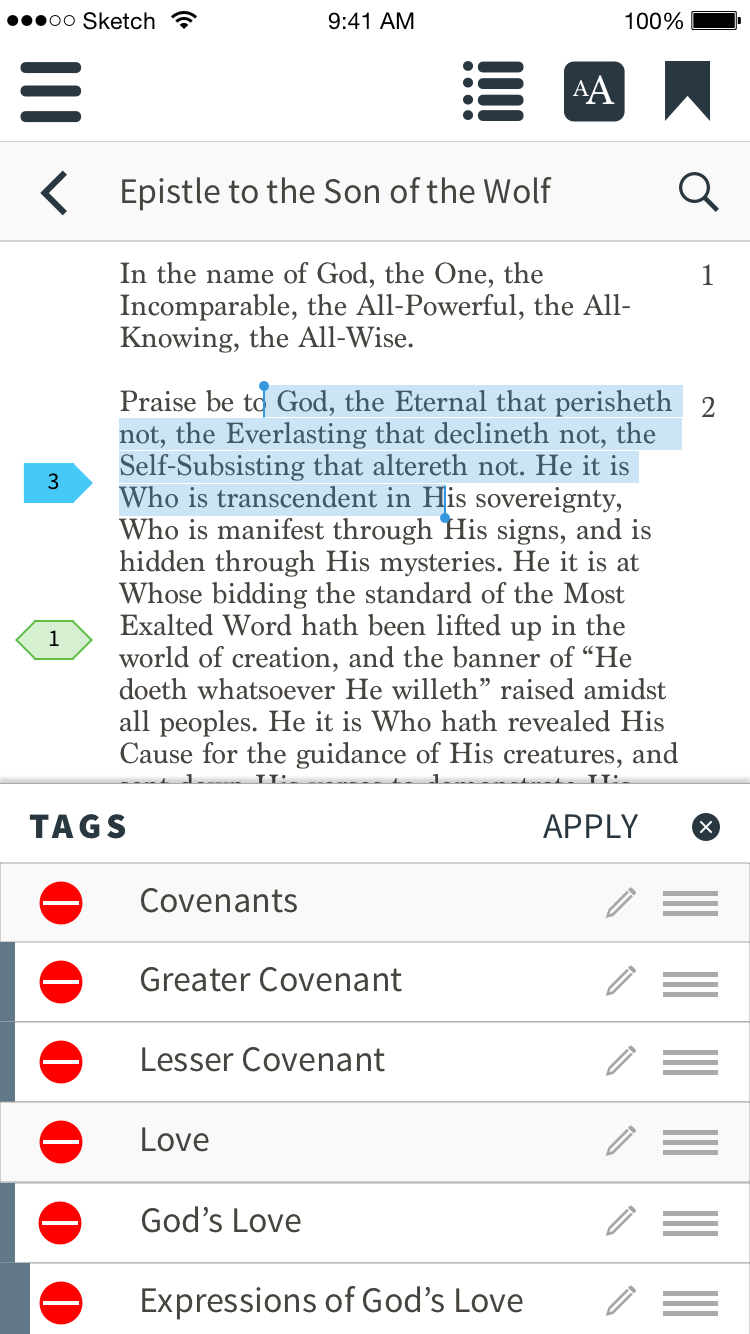 Sketch 9:41 AM 100%
AA
Epistle to the Son of the Wolf
In the name of God, the One, the 1
Incomparable, the All-Powerful, the All-
Knowing, the All-Wise.
Praise be to God, the Eternal that perisheth 2
not, the Everlasting that declineth not, the
Self-Subsisting that altereth not. He it is
3
Who is transcendent in His sovereignty,
Who is manifest through His signs, and is
hidden through His mysteries. He it is at
Whose bidding the standard of the Most
Exalted Word hath been lifted up in the
1
world of creation, and the banner of “He
doeth whatsoever He willeth” raised amidst
all peoples. He it is Who hath revealed His
Cause for the guidance of His creatures, and
sent down His verses to demonstrate His
TAGS APPLY
Covenants
Greater Covenant
Lesser Covenant
Love
God’s Love
Expressions of God’s Love